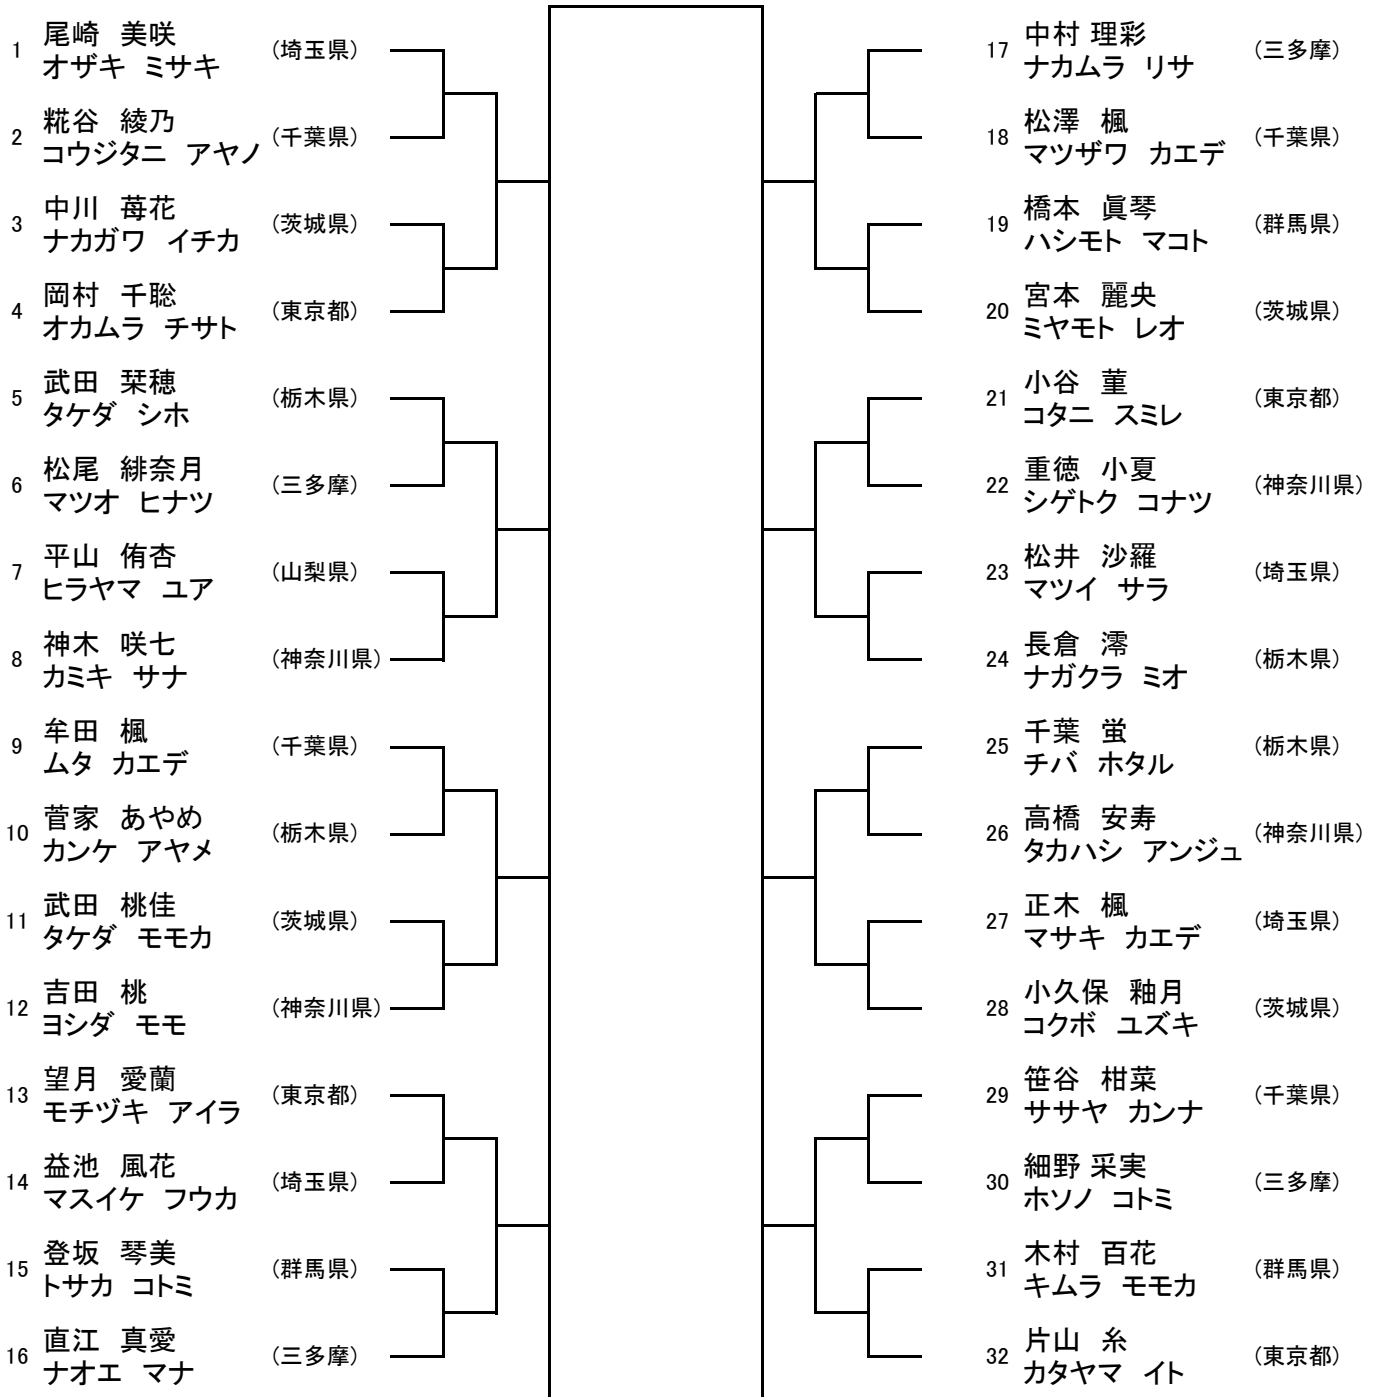 1 尾崎 美咲 (埼玉県)
オザキ ミサキ
2 糀谷 綾乃 (千葉県)
コウジタニ アヤノ
3 中川 苺花 (茨城県)
ナカガワ イチカ
4 岡村 千聡 (東京都)
オカムラ チサト
5 武田 栞穂 (栃木県)
タケダ シホ
6 松尾 緋奈月 (三多摩)
マツオ ヒナツ
7 平山 侑杏 (山梨県)
ヒラヤマ ユア
8 神木 咲七 (神奈川県)
カミキ サナ
9 牟田 楓 (千葉県)
ムタ カエデ
10 菅家 あやめ (栃木県)
カンケ アヤメ
11 武田 桃佳 (茨城県)
タケダ モモカ
12 吉田 桃 (神奈川県)
ヨシダ モモ
13 望月 愛蘭 (東京都)
モチヅキ アイラ
14 益池 風花 (埼玉県)
マスイケ フウカ
15 登坂 琴美 (群馬県)
トサカ コトミ
16 直江 真愛 (三多摩)
ナオエ マナ
17 中村 理彩 (三多摩)
ナカムラ リサ
18 松澤 楓 (千葉県)
マツザワ カエデ
19 橋本 眞琴 (群馬県)
ハシモト マコト
20 宮本 麗央 (茨城県)
ミヤモト レオ
21 小谷 菫 (東京都)
コタニ スミレ
22 重徳 小夏 (神奈川県)
シゲトク コナツ
23 松井 沙羅 (埼玉県)
マツイ サラ
24 長倉 澪 (栃木県)
ナガクラ ミオ
25 千葉 蛍 (栃木県)
チバ ホタル
26 高橋 安寿 (神奈川県)
タカハシ アンジュ
27 正木 楓 (埼玉県)
マサキ カエデ
28 小久保 釉月 (茨城県)
コクボ ユズキ
29 笹谷 柑菜 (千葉県)
ササヤ カンナ
30 細野 采実 (三多摩)
ホソノ コトミ
31 木村 百花 (群馬県)
キムラ モモカ
32 片山 糸 (東京都)
カタヤマ イト